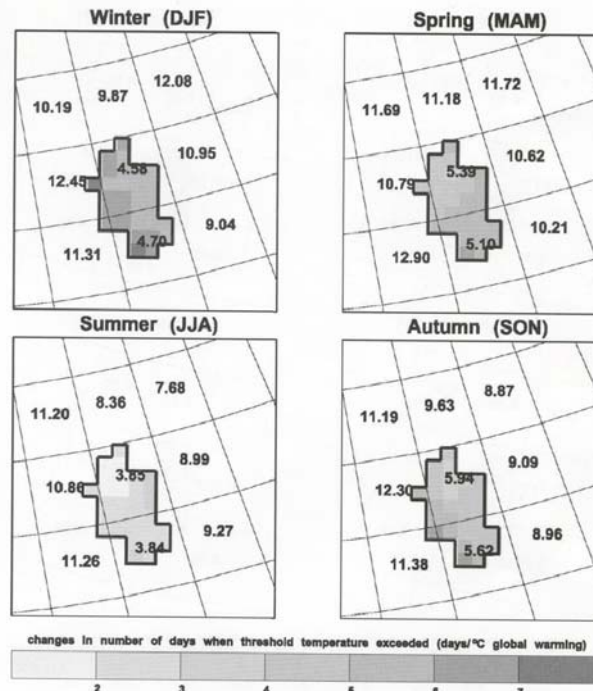 Winter (DJF) Spring (MAM)
12.08 11.72
10.19 9.87 11.69 11.18
10.95 10.62
4.58 5.39
12.45 10.79
9.04 10.21
4.70 5.10
11.31 12.90
Summer (JJA) Autumn (SON)
7.68 8.87
11.20 8.36 11.19 9.63
8.99 9.09
3.85 5.94
10.86 12.30
9.27 8.96
3.84 5.62
11.26 11.38
changes in number of days when threshold temperature exceeded (days/°C global warming)
2 3 4 5 6 7